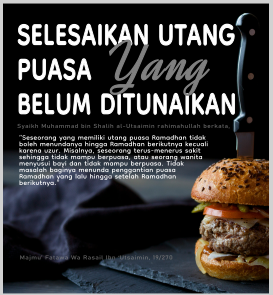 SELESAIKAN UTANG
PUASA Yang
BELUM DITUNAIKAN
Syaikh Muhammad bin Shalih al-Utsaimin rahimahullah berkata,
"Seseorang yang memiliki utang puasa Ramadhan tidak
boleh menundanya hingga Ramadhan berikutnya kecuali
karena uzur. Misalnya, seseorang terus-menerus sakit
sehingga tidak mampu berpuasa, atau seorang wanita
menyusui bayi dan tidak mampu berpuasa. Tidak
masalah baginya menunda penggantian puasa
Ramadhan yang lalu hingga setelah Ramadhan
berikutnya."
Majmu' Fatawa Wa Rasail Ibn. Utsaimin, 19/379